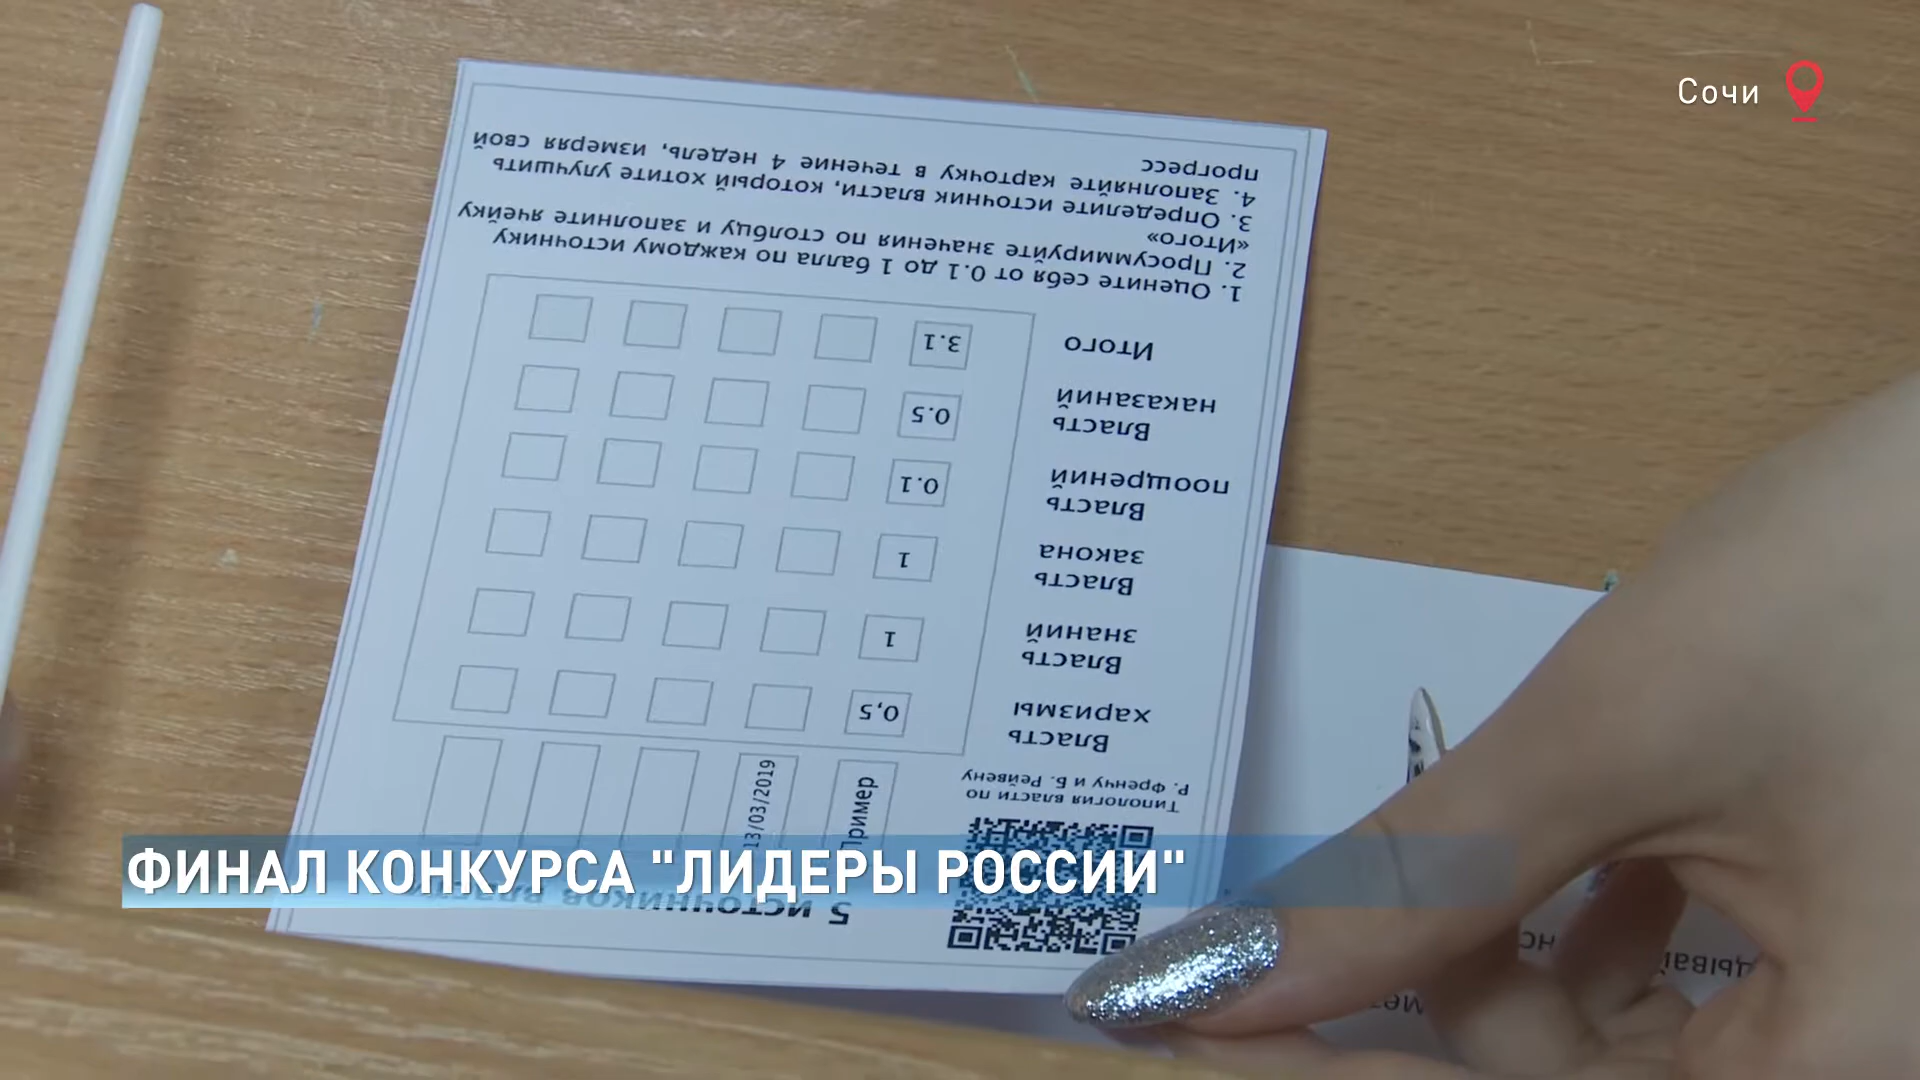 Сочи
5 источников власти
Типология власти по
Р. Френчу и Б. Рейвену
Пример
13/03/2019
Власть
харизмы
0,5
Власть
знаний
1
Власть
закона
1
Власть
поощрений
0.1
Власть
наказаний
0.5
Итого
3.1
1. Оцените себя от 0.1 до 1 балла по каждому источнику
2. Просуммируйте значения по столбцу и заполните ячейку
«Итого»
3. Определите источник власти, который хотите улучшить
4. Заполняйте карточку в течение 4 недель, измеряя свой
прогресс
ФИНАЛ КОНКУРСА "ЛИДЕРЫ РОССИИ"